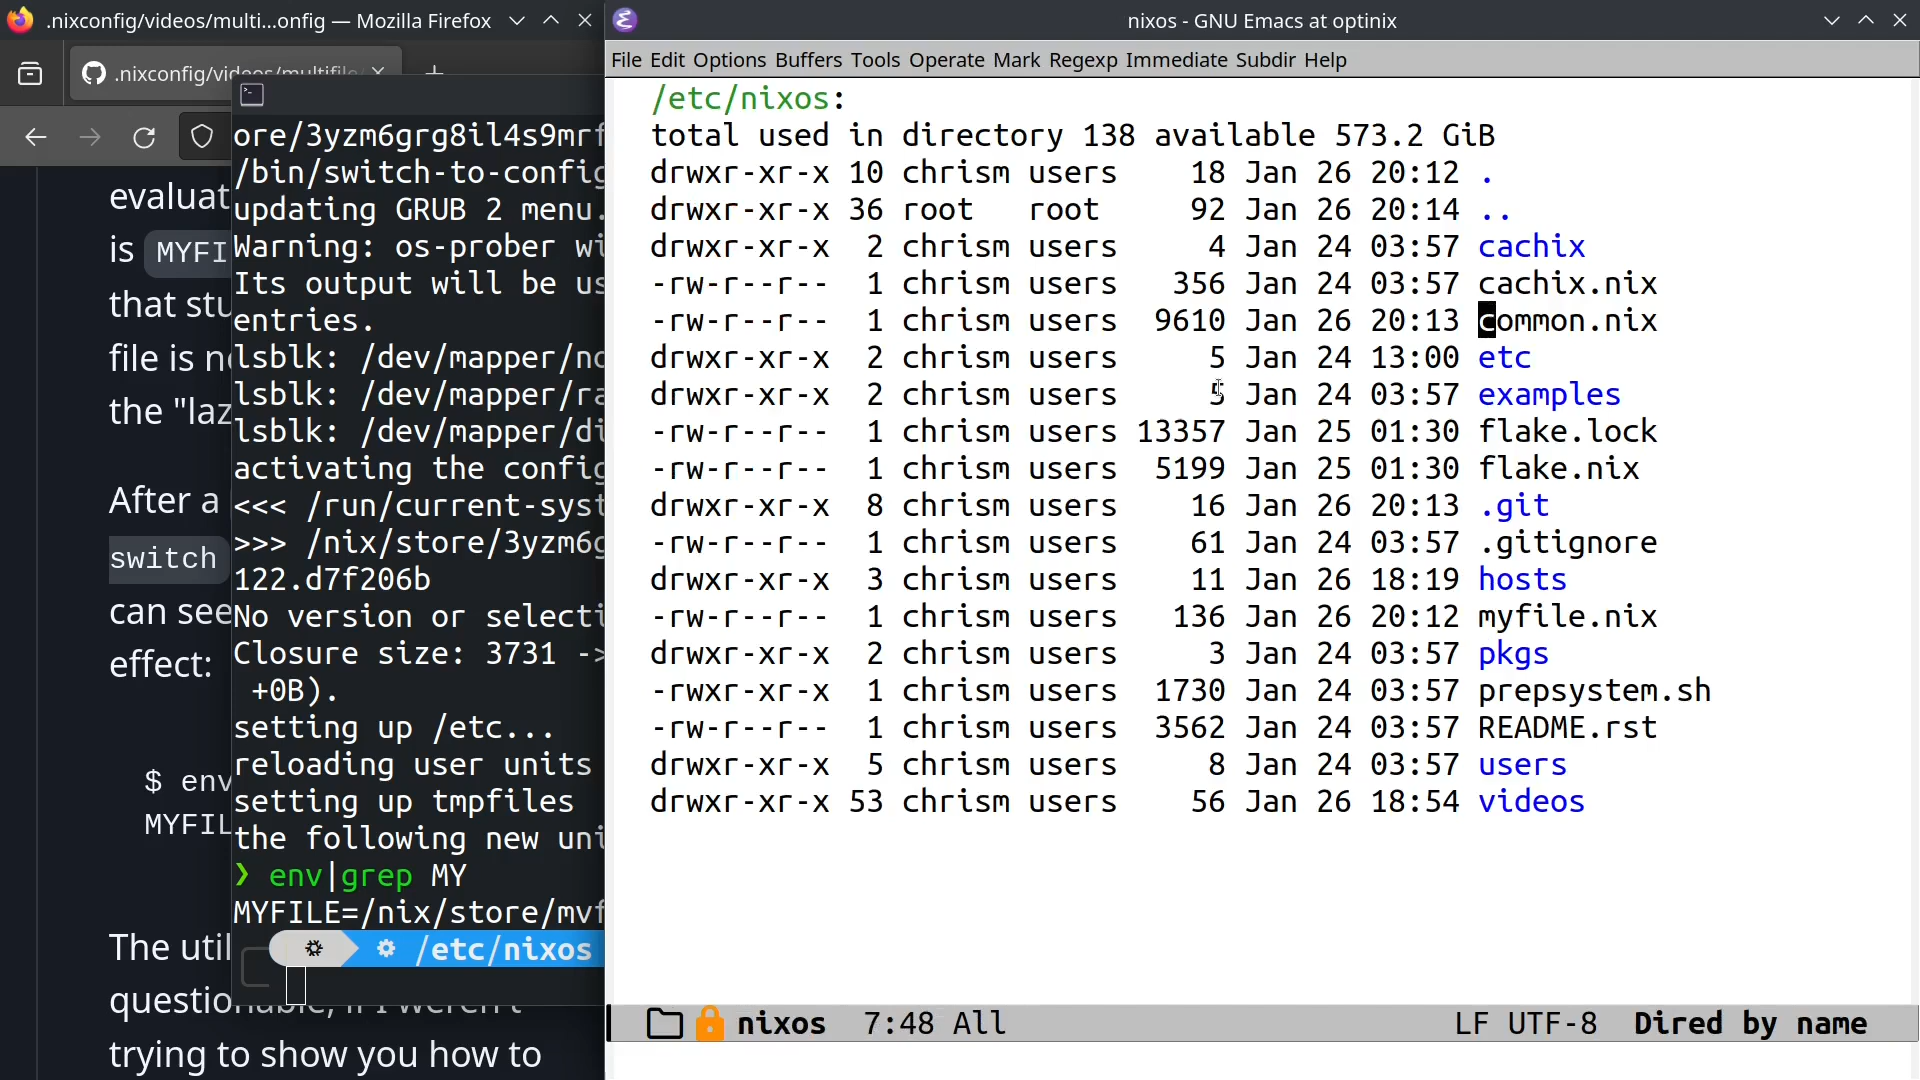 .nixconfig/videos/multi...onfig — Mozilla Firefox
.nixconfig/videos/multifile
evaluat
is MYFI
that stu
file is n
the "laz
After a
switch
can see
effect:
$ env
MYFIL
The util
trying to show you how to
ore/3yzm6grg8il4s9mrf
/bin/switch-to-config
updating GRUB 2 menu.
Warning: os-prober wi
Its output will be us
entries.
lsblk: /dev/mapper/no
lsblk: /dev/mapper/ra
lsblk: /dev/mapper/di
activating the config
<<< /run/current-syst
>>> /nix/store/3yzm6g
122.d7f206b
No version or selecti
Closure size: 3731 ->
+0B).
setting up /etc...
reloading user units
setting up tmpfiles
the following new uni
❯ env|grep MY
MYFILE=/nix/store/mvf
/etc/nixos
nixos - GNU Emacs at optinix
File Edit Options Buffers Tools Operate Mark Regexp Immediate Subdir Help
/etc/nixos:
total used in directory 138 available 573.2 GiB
drwxr-xr-x 10 chrism users 18 Jan 26 20:12 .
drwxr-xr-x 36 root root 92 Jan 26 20:14 ..
drwxr-xr-x 2 chrism users 4 Jan 24 03:57 cachix
-rw-r--r-- 1 chrism users 356 Jan 24 03:57 cachix.nix
-rw-r--r-- 1 chrism users 9610 Jan 26 20:13 common.nix
drwxr-xr-x 2 chrism users 5 Jan 24 13:00 etc
drwxr-xr-x 2 chrism users 5 Jan 24 03:57 examples
-rw-r--r-- 1 chrism users 13357 Jan 25 01:30 flake.lock
-rw-r--r-- 1 chrism users 5199 Jan 25 01:30 flake.nix
drwxr-xr-x 8 chrism users 16 Jan 26 20:13 .git
-rw-r--r-- 1 chrism users 61 Jan 24 03:57 .gitignore
drwxr-xr-x 3 chrism users 11 Jan 26 18:19 hosts
-rw-r--r-- 1 chrism users 136 Jan 26 20:12 myfile.nix
drwxr-xr-x 2 chrism users 3 Jan 24 03:57 pkgs
-rwxr-xr-x 1 chrism users 1730 Jan 24 03:57 prepsystem.sh
-rw-r--r-- 1 chrism users 3562 Jan 24 03:57 README.rst
drwxr-xr-x 5 chrism users 8 Jan 24 03:57 users
drwxr-xr-x 53 chrism users 56 Jan 26 18:54 videos
nixos 7:48 All LF UTF-8 Dired by name